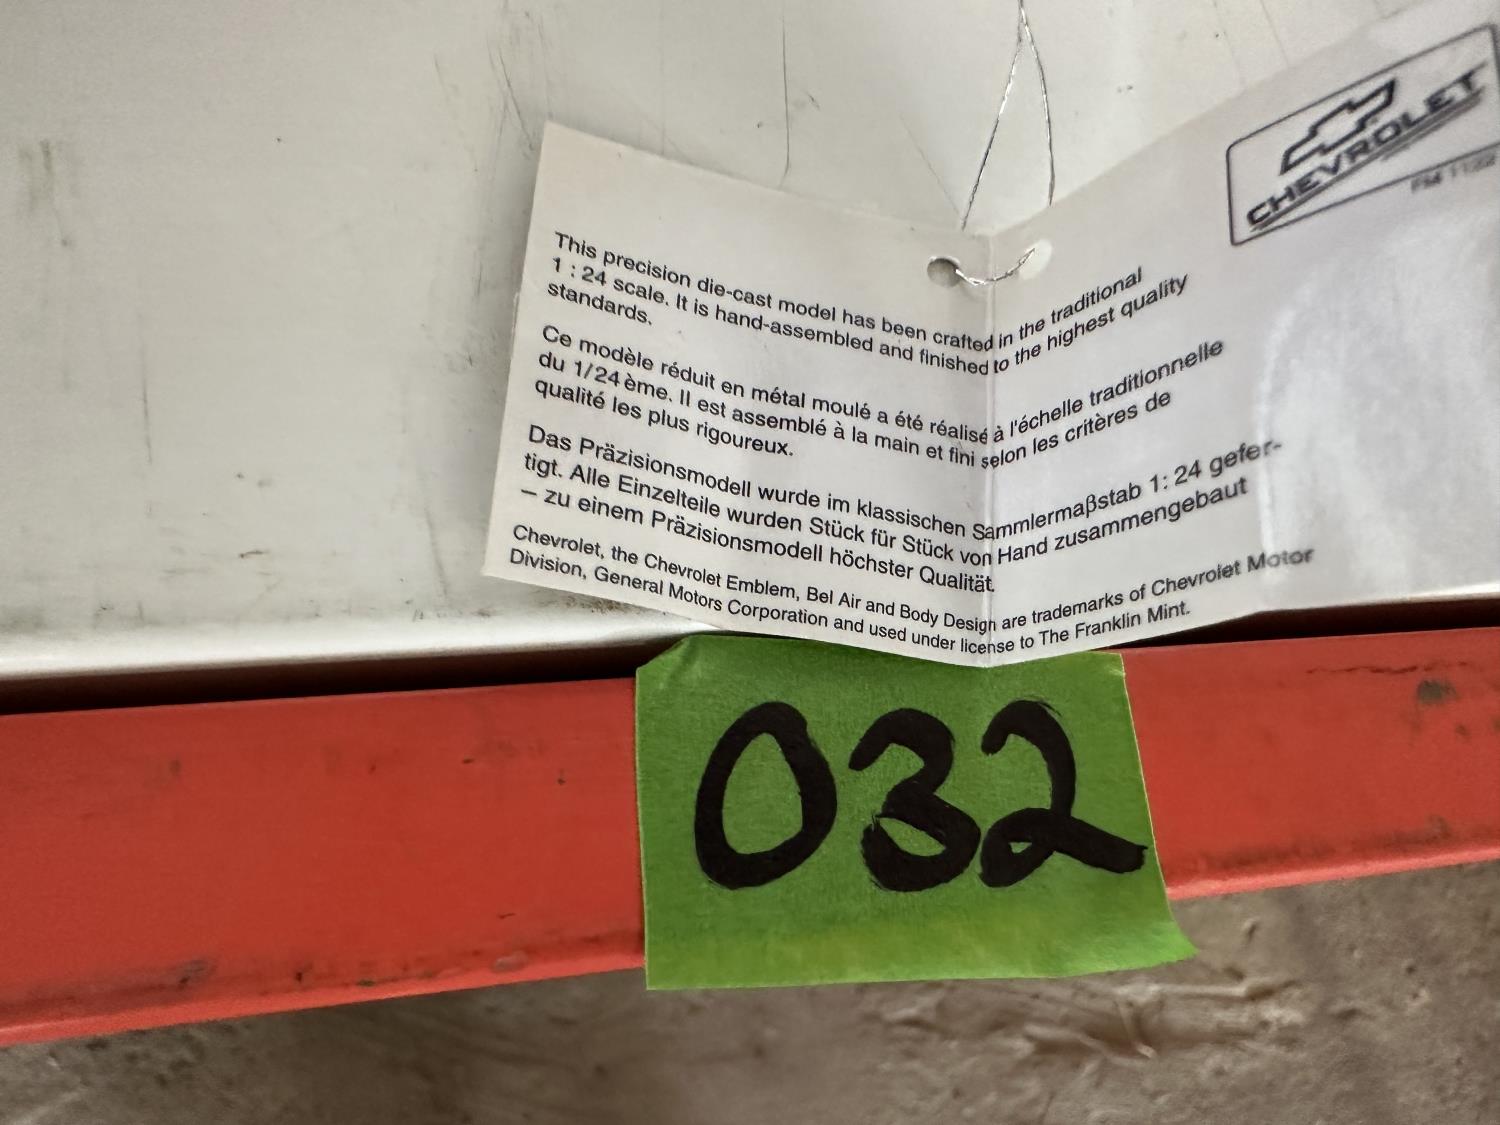 CHEVROLET
This precision die-cast model has been crafted in the traditional
1 : 24 scale. It is hand-assembled and finished to the highest quality
standards.
Ce modèle réduit en métal moulé a été réalisé à l'échelle traditionnelle
du 1/24 ème. Il est assemblé à la main et fini selon les critères de
qualité les plus rigoureux.
Das Präzisionsmodell wurde im klassischen Sammlermaßstab 1: 24 gefer-
tigt. Alle Einzelteile wurden Stück für Stück von Hand zusammengebaut
– zu einem Präzisionsmodell höchster Qualität.
Chevrolet, the Chevrolet Emblem, Bel Air and Body Design are trademarks of Chevrolet Motor
Division, General Motors Corporation and used under license to The Franklin Mint.
032